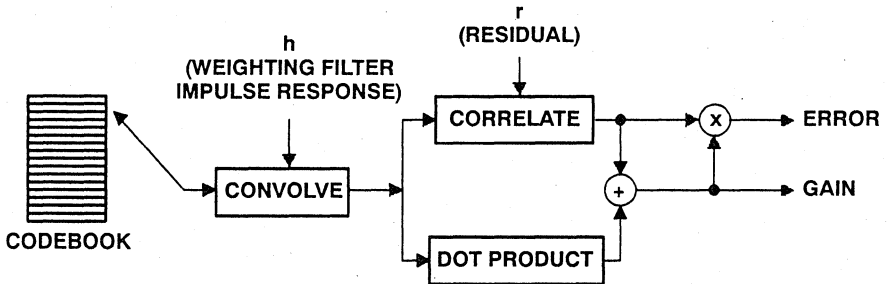 r
(RESIDUAL)
h
(WEIGHTING FILTER
IMPULSE RESPONSE)
CORRELATE
X
ERROR
CONVOLVE
+
GAIN
CODEBOOK
DOT PRODUCT